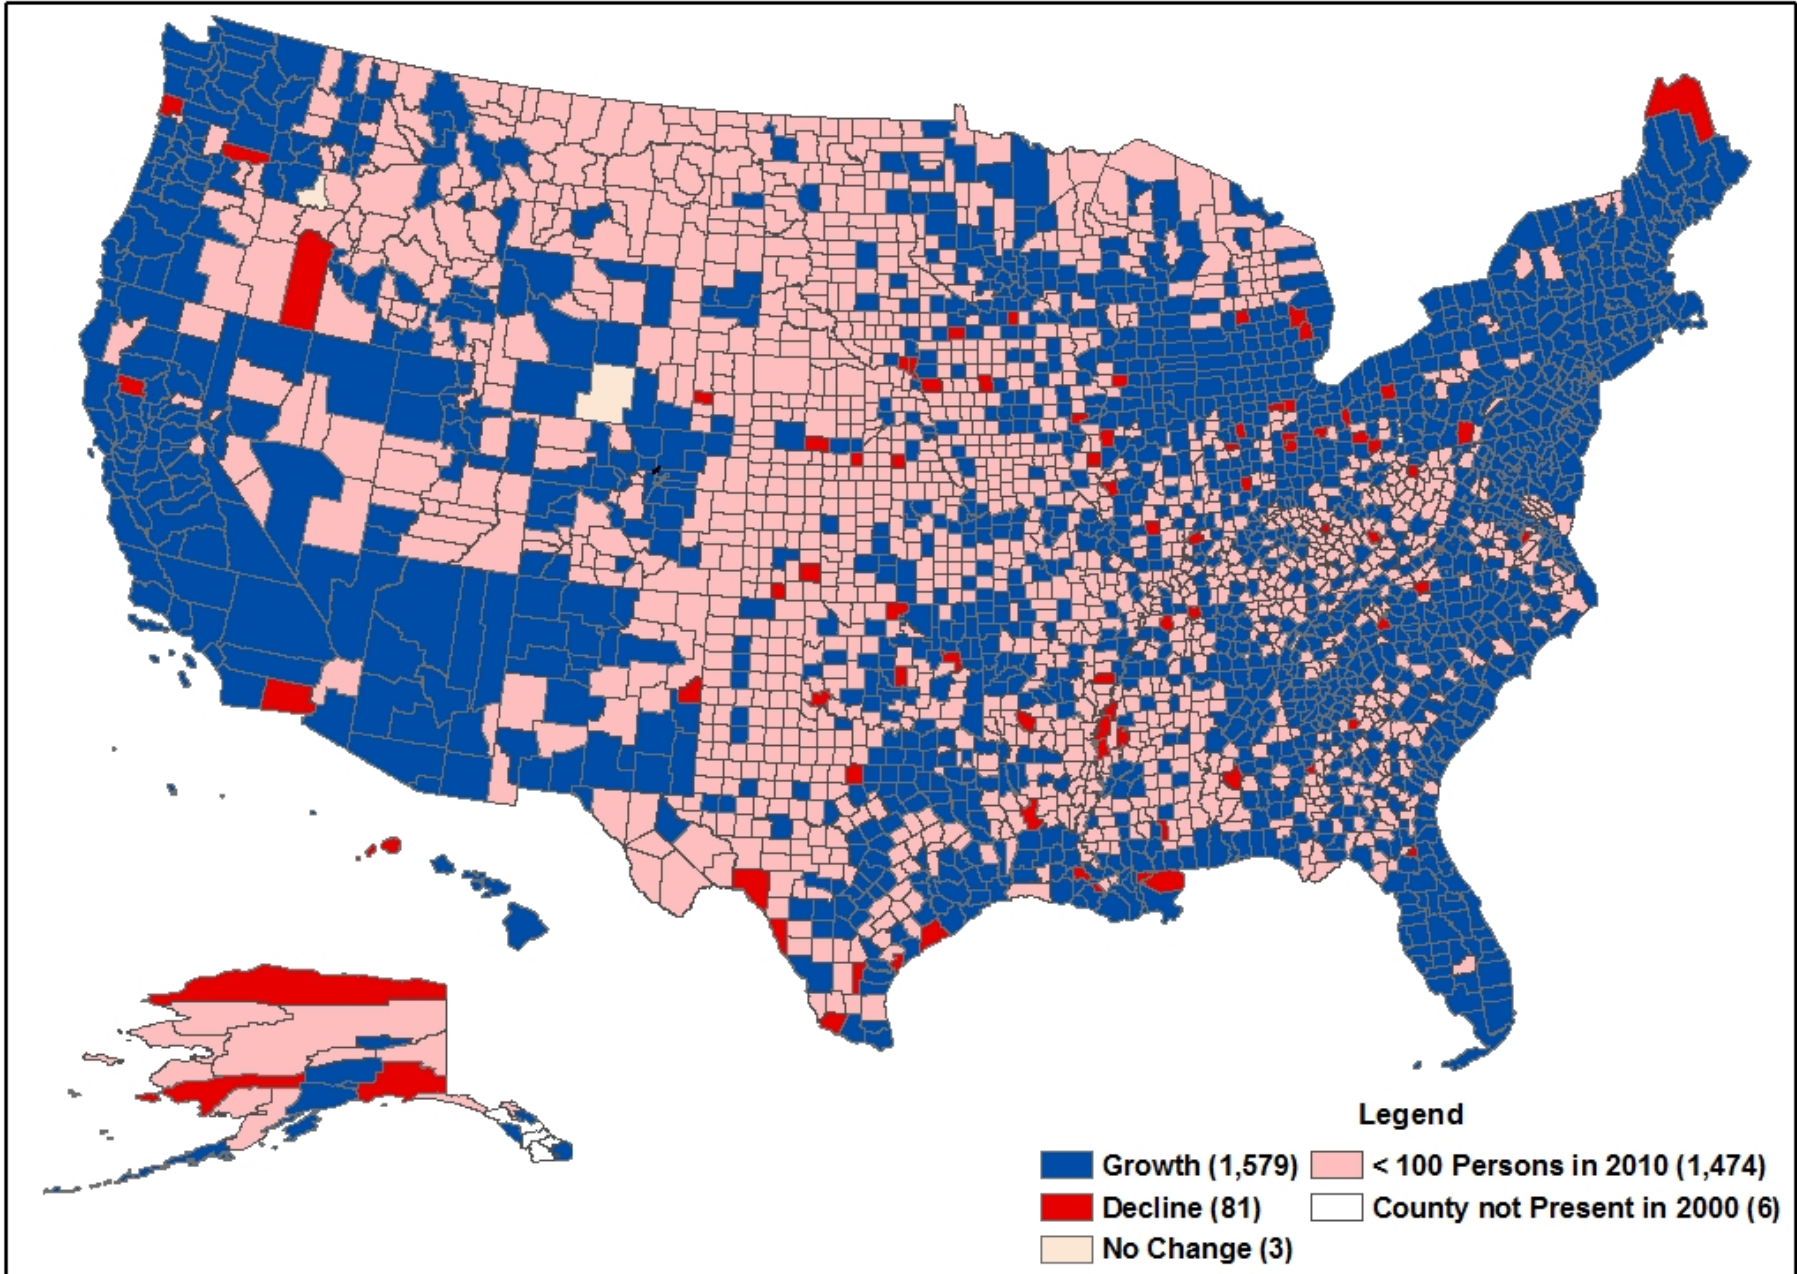 Legend
Growth (1,579)
< 100 Persons in 2010 (1,474)
Decline (81)
County not Present in 2000 (6)
No Change (3)